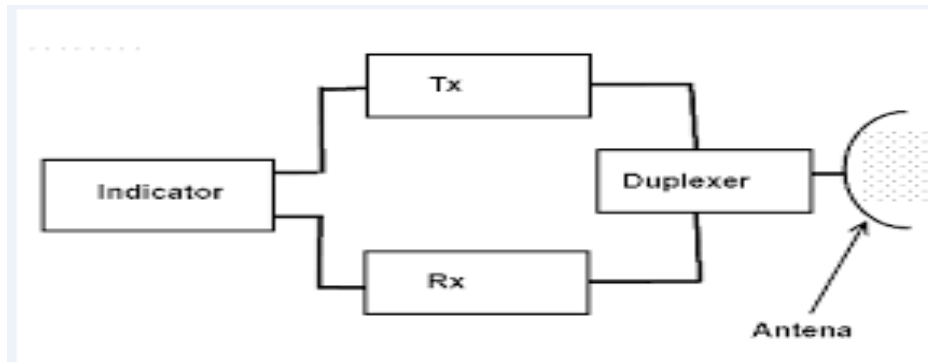 Tx
Indicator
Duplexer
Rx
Antena